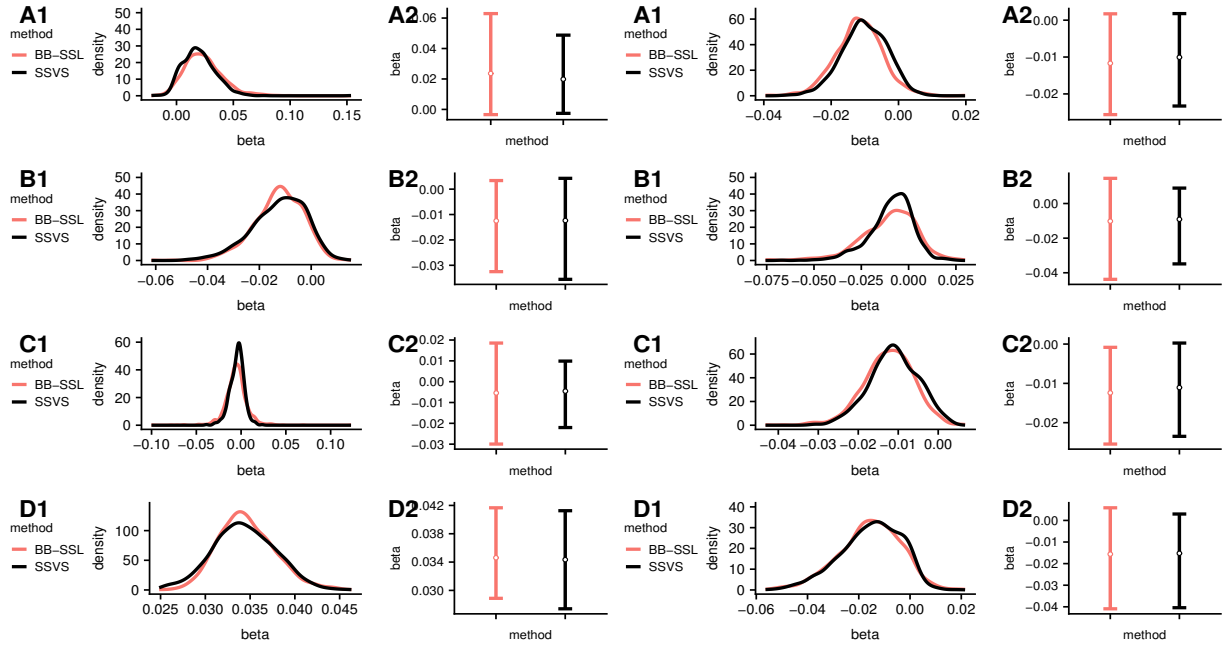 A1
method
BB-SSL
SSVS
density
50
40
30
20
10
0
0.00 0.05 0.10 0.15
beta
A2
beta
0.06
0.04
0.02
0.00
method
A1
method
BB-SSL
SSVS
density
60
40
20
0
−0.04 −0.02 0.00 0.02
beta
A2
beta
0.00
−0.01
−0.02
method
B1
method
BB-SSL
SSVS
density
50
40
30
20
10
0
−0.06 −0.04 −0.02 0.00
beta
B2
beta
0.00
−0.01
−0.02
−0.03
method
B1
method
BB-SSL
SSVS
density
50
40
30
20
10
0
−0.075 −0.050 −0.025 0.000 0.025
beta
B2
beta
0.00
−0.02
−0.04
method
C1
method
BB-SSL
SSVS
density
60
40
20
0
−0.10 −0.05 0.00 0.05 0.10
beta
C2
beta
0.02
0.01
0.00
−0.01
−0.02
−0.03
method
C1
method
BB-SSL
SSVS
density
60
40
20
0
−0.04 −0.03 −0.02 −0.01 0.00
beta
C2
beta
0.00
−0.01
−0.02
method
D1
method
BB-SSL
SSVS
density
100
50
0
0.025 0.030 0.035 0.040 0.045
beta
D2
beta
0.042
0.038
0.034
0.030
method
D1
method
BB-SSL
SSVS
density
40
30
20
10
0
−0.06 −0.04 −0.02 0.00 0.02
beta
D2
beta
0.00
−0.01
−0.02
−0.03
−0.04
method